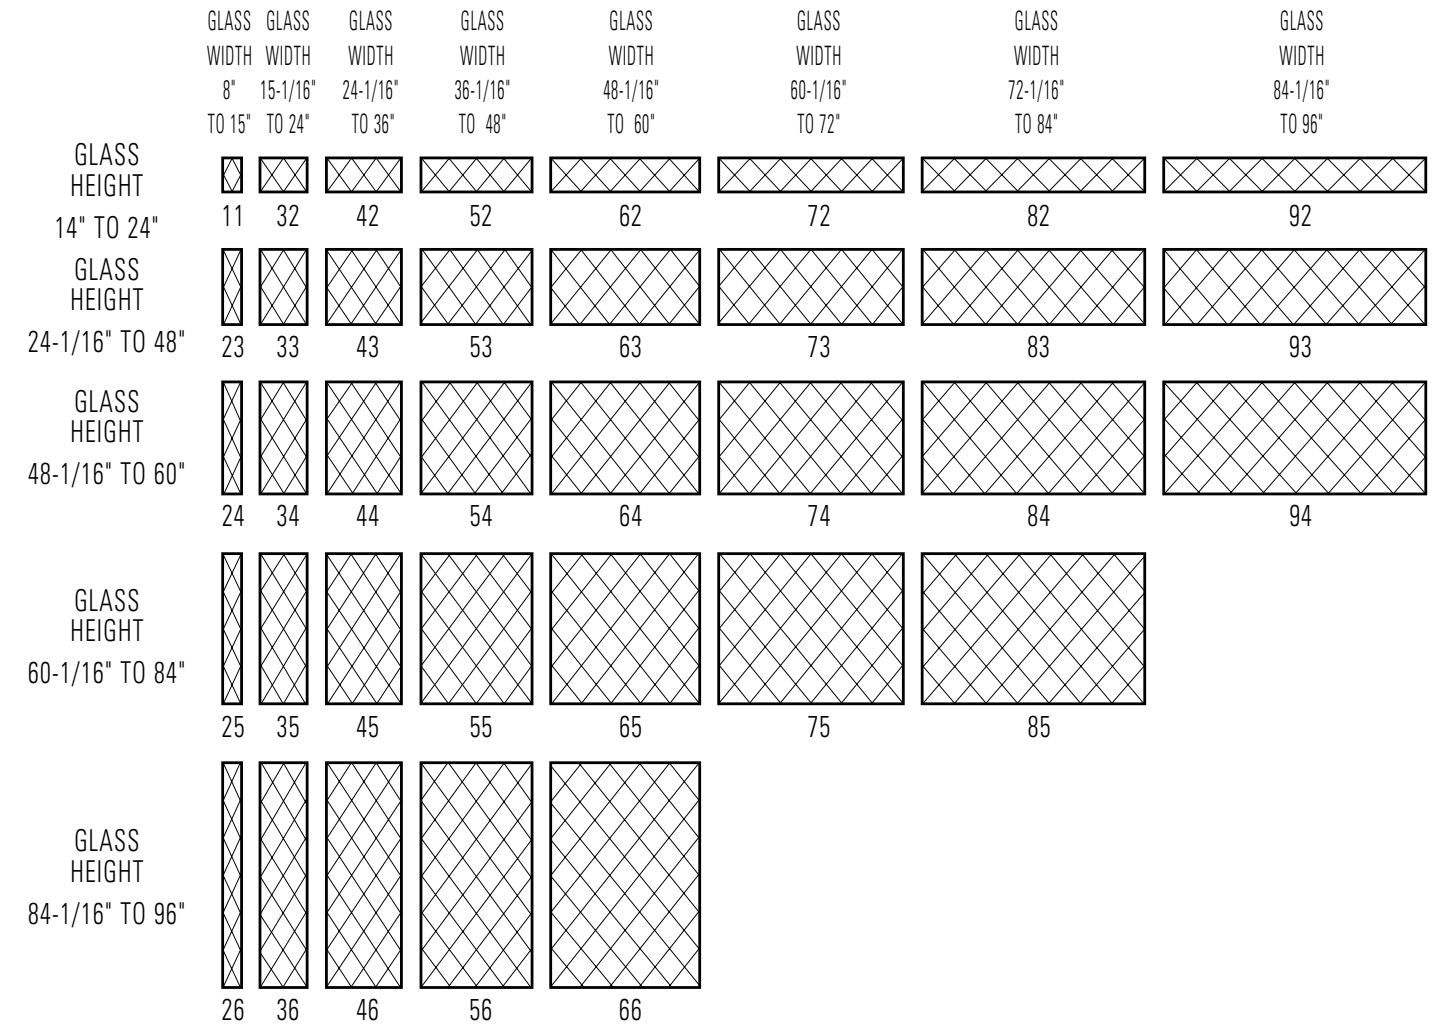 GLASS GLASS GLASS GLASS GLASS GLASS GLASS GLASS
WIDTH WIDTH WIDTH WIDTH WIDTH WIDTH WIDTH WIDTH
8" 15-1/16" 24-1/16" 36-1/16" 48-1/16" 60-1/16" 72-1/16" 84-1/16"
TO 15" TO 24" TO 36" TO 48" TO 60" TO 72" TO 84" TO 96"
GLASS
HEIGHT
14" TO 24"
11 32 42 52 62 72 82 92
GLASS
HEIGHT
24-1/16" TO 48"
23 33 43 53 63 73 83 93
GLASS
HEIGHT
48-1/16" TO 60"
24 34 44 54 64 74 84 94
GLASS
HEIGHT
60-1/16" TO 84"
25 35 45 55 65 75 85
GLASS
HEIGHT
84-1/16" TO 96"
26 36 46 56 66